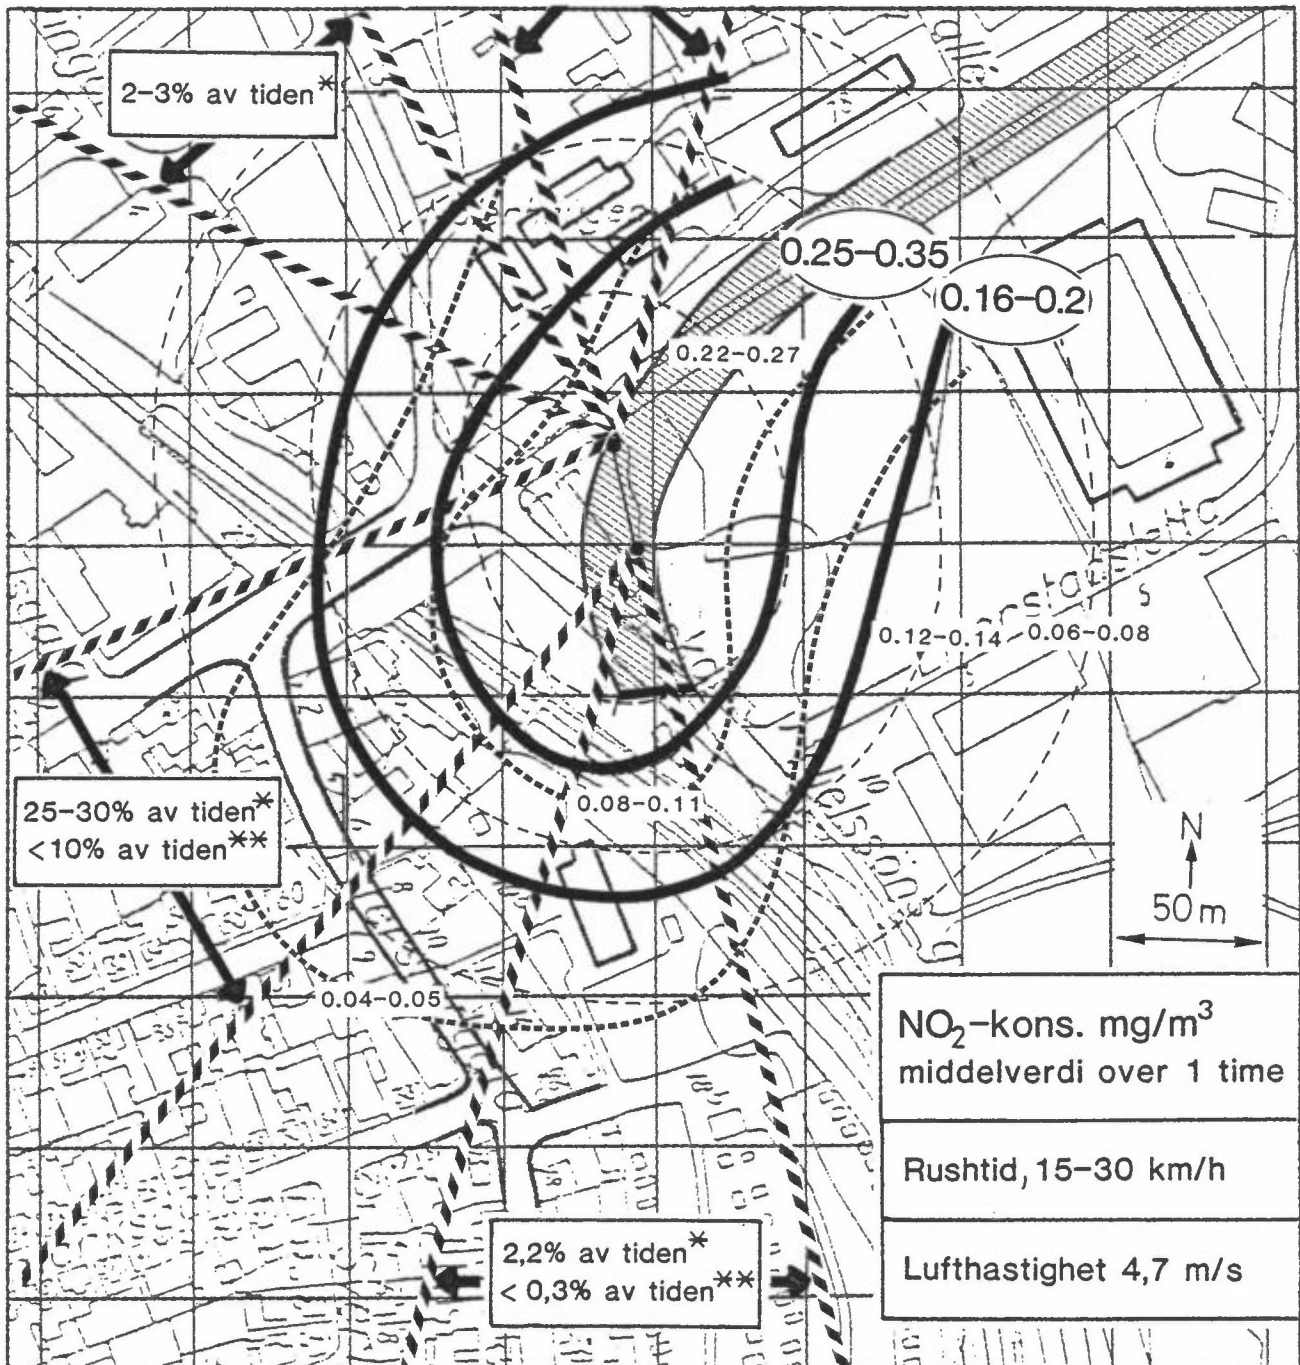 2–3% av tiden*
0.25–0.35
0.16–0.2
0.22–0.27
0.12–0.14
0.06–0.08
25–30% av tiden*
<10% av tiden**
0.08–0.11
N
50 m
0.04–0.05
NO₂–kons. mg/m³
middelverdi over 1 time
Rushtid, 15–30 km/h
2,2% av tiden*
< 0,3% av tiden**
Lufthastighet 4,7 m/s